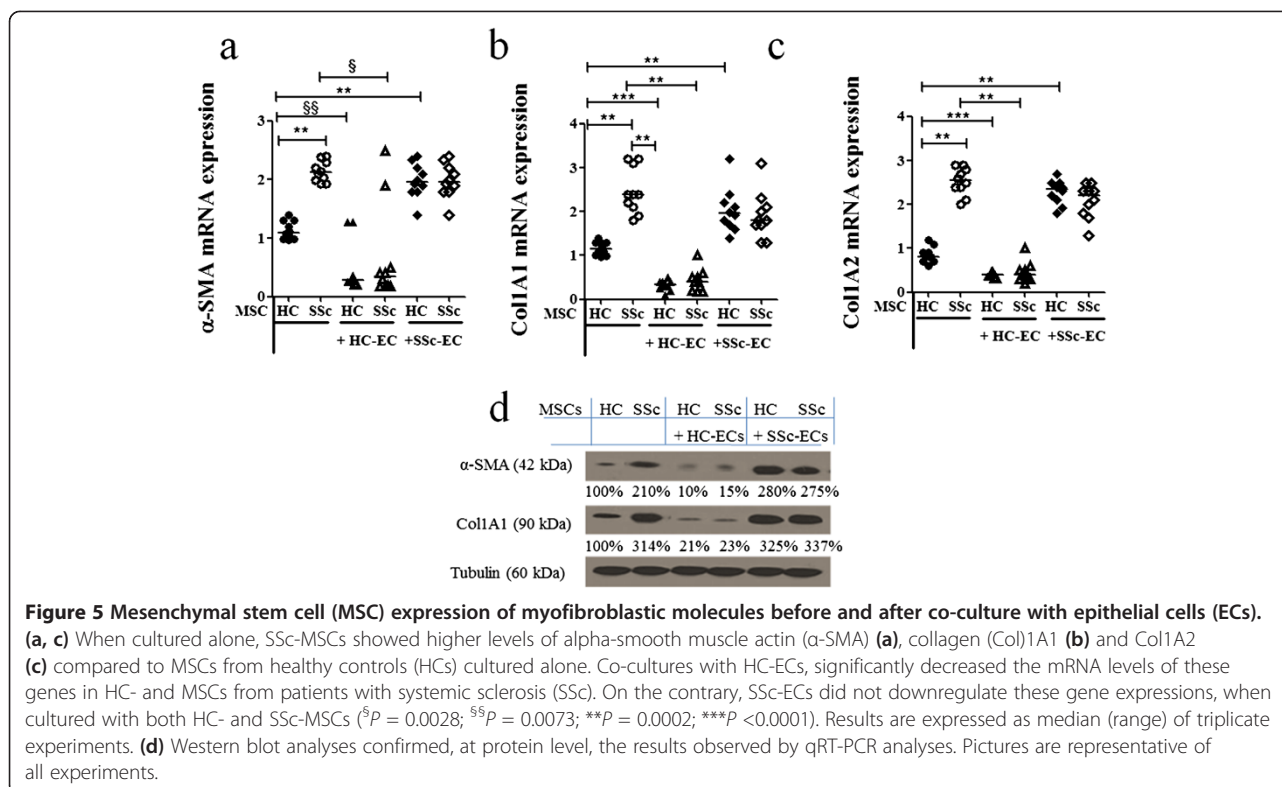 a
b
c
α-SMA mRNA expression
3
2
1
0
§
**
§§
**
MSC HC SSc HC SSc HC SSc
+ HC-EC +SSc-EC
Col1A1 mRNA expression
4
3
2
1
0
**
**
***
**
**
MSC HC SSc HC SSc HC SSc
+ HC-EC +SSc-EC
Col1A2 mRNA expression
4
3
2
1
0
**
**
***
**
MSC HC SSc HC SSc HC SSc
+ HC-EC +SSc-EC
d
MSCs HC SSc HC SSc HC SSc
+ HC-ECs + SSc-ECs
α-SMA (42 kDa)
100% 210% 10% 15% 280% 275%
Col1A1 (90 kDa)
100% 314% 21% 23% 325% 337%
Tubulin (60 kDa)
Figure 5 Mesenchymal stem cell (MSC) expression of myofibroblastic molecules before and after co-culture with epithelial cells (ECs).
(a, c) When cultured alone, SSc-MSCs showed higher levels of alpha-smooth muscle actin (α-SMA) (a), collagen (Col)1A1 (b) and Col1A2
(c) compared to MSCs from healthy controls (HCs) cultured alone. Co-cultures with HC-ECs, significantly decreased the mRNA levels of these
genes in HC- and MSCs from patients with systemic sclerosis (SSc). On the contrary, SSc-ECs did not downregulate these gene expressions, when
cultured with both HC- and SSc-MSCs (§P = 0.0028; §§P = 0.0073; **P = 0.0002; ***P <0.0001). Results are expressed as median (range) of triplicate
experiments. (d) Western blot analyses confirmed, at protein level, the results observed by qRT-PCR analyses. Pictures are representative of
all experiments.